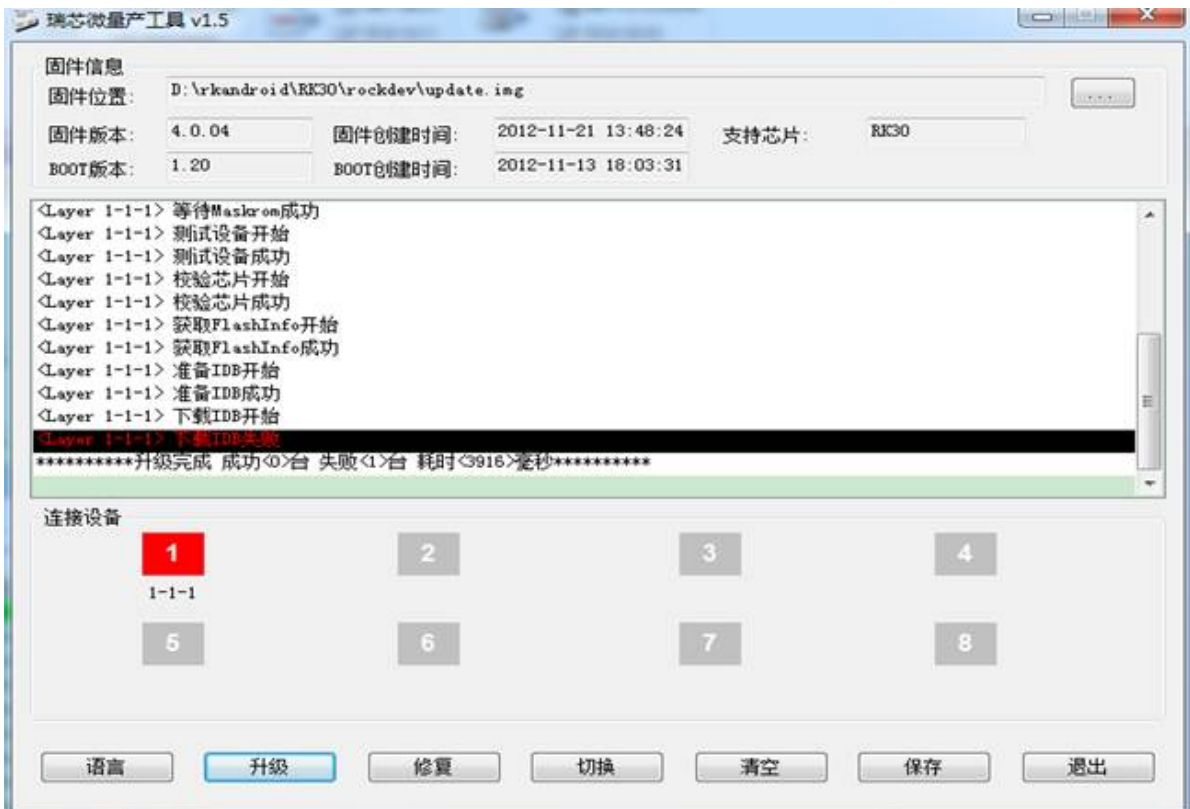 瑞芯微量产工具 v1.5
固件信息
固件位置: D:\rkandroid\RK30\rockdev\update.img ...
固件版本: 4.0.04 固件创建时间: 2012-11-21 13:48:24 支持芯片: RK30
BOOT版本: 1.20 BOOT创建时间: 2012-11-13 18:03:31
<Layer 1-1-1> 等待Maskrom成功
<Layer 1-1-1> 测试设备开始
<Layer 1-1-1> 测试设备成功
<Layer 1-1-1> 校验芯片开始
<Layer 1-1-1> 校验芯片成功
<Layer 1-1-1> 获取FlashInfo开始
<Layer 1-1-1> 获取FlashInfo成功
<Layer 1-1-1> 准备IDB开始
<Layer 1-1-1> 准备IDB成功
<Layer 1-1-1> 下载IDB开始
<Layer 1-1-1> 下载IDB失败
**********升级完成 成功<0>台 失败<1>台 耗时<3916>毫秒**********
连接设备
1 2 3 4
1-1-1
5 6 7 8
语言 升级 修复 切换 清空 保存 退出